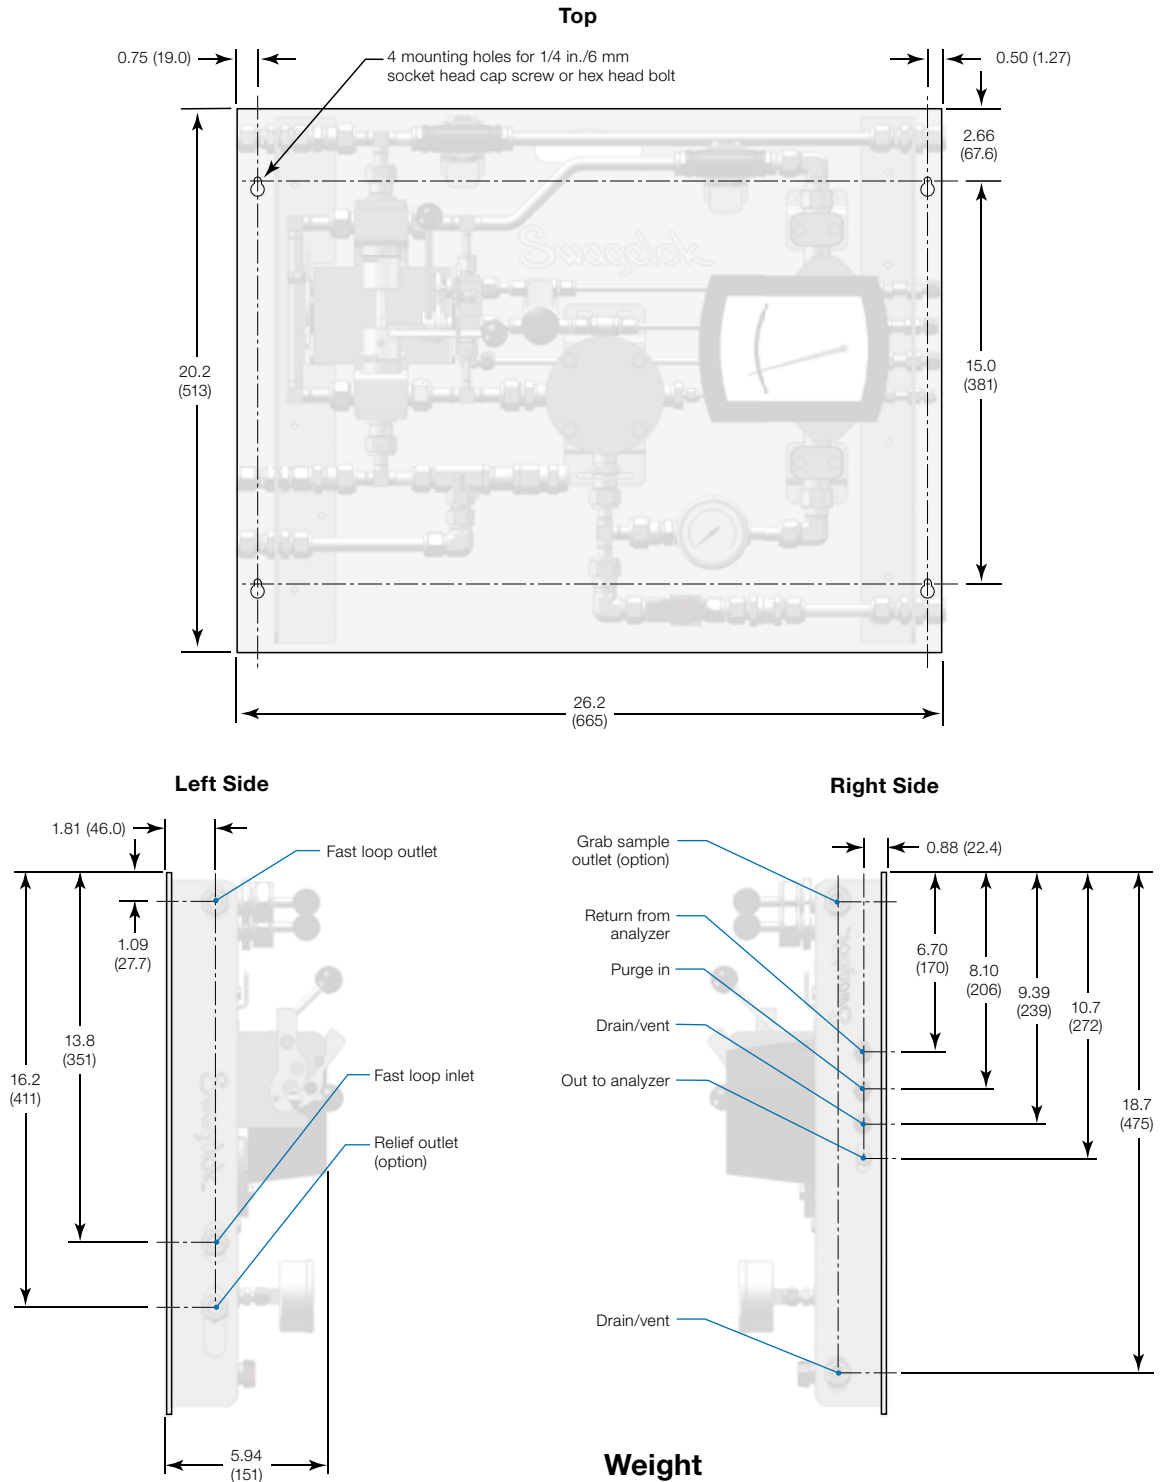 Top
0.75 (19.0)
4 mounting holes for 1/4 in./6 mm
socket head cap screw or hex head bolt
0.50 (1.27)
2.66
(67.6)
Swagelok
20.2
(513)
15.0
(381)
26.2
(665)
Left Side
1.81 (46.0)
Fast loop outlet
1.09
(27.7)
13.8
(351)
16.2
(411)
Fast loop inlet
Relief outlet
(option)
Swagelok
5.94
(151)
Right Side
Grab sample
outlet (option)
0.88 (22.4)
Return from
analyzer
Purge in
Drain/vent
Out to analyzer
Swagelok
6.70
(170)
8.10
(206)
9.39
(239)
10.7
(272)
18.7
(475)
Drain/vent
Weight